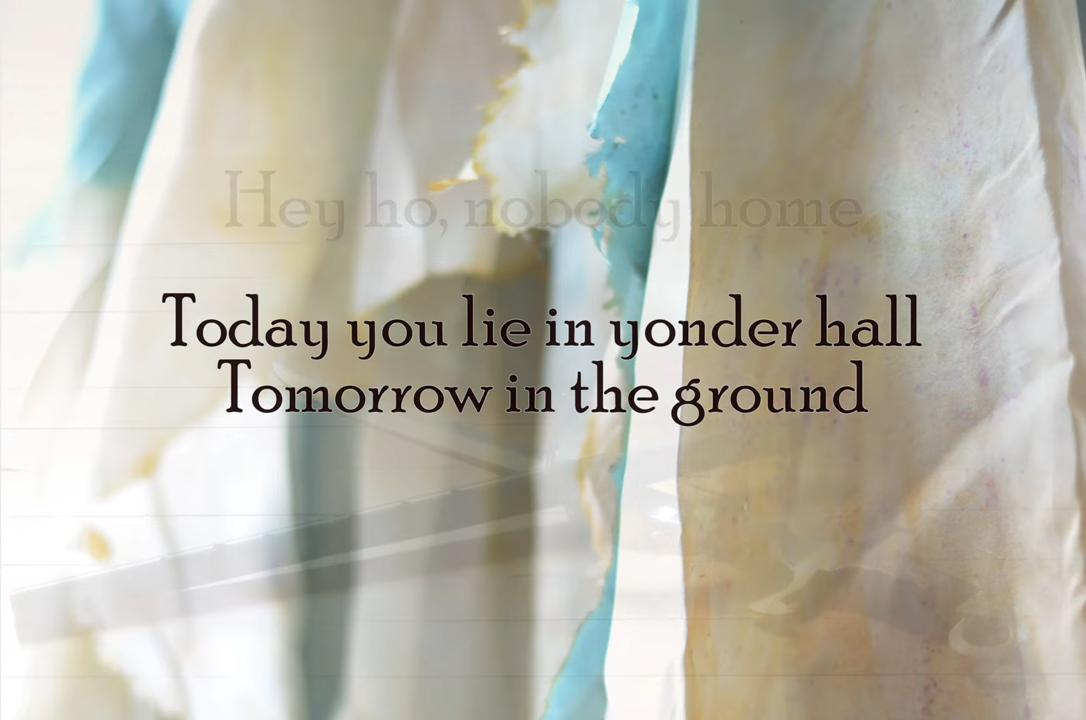 Hey ho, nobody home
Today you lie in yonder hall
Tomorrow in the ground